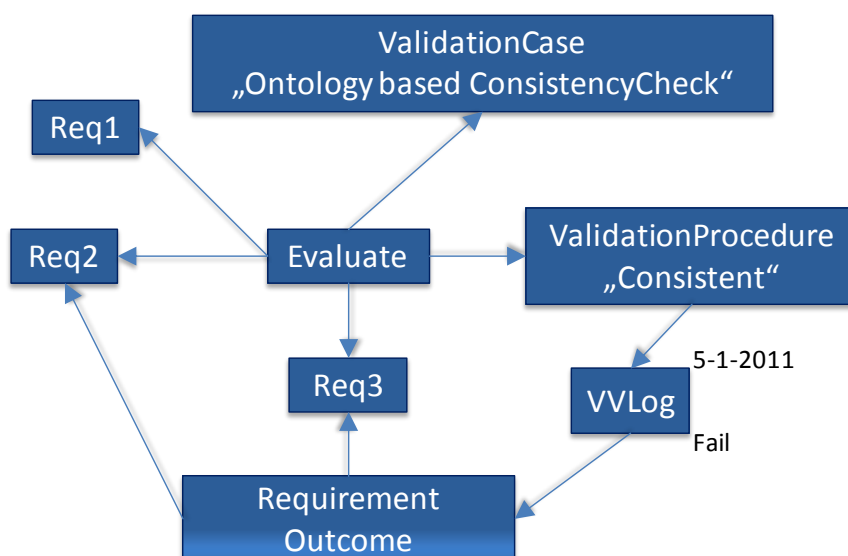 ValidationCase
„Ontology based ConsistencyCheck“
Req1
Req2
Evaluate
ValidationProcedure
„Consistent“
Req3
5-1-2011
VVLog
Fail
Requirement
Outcome